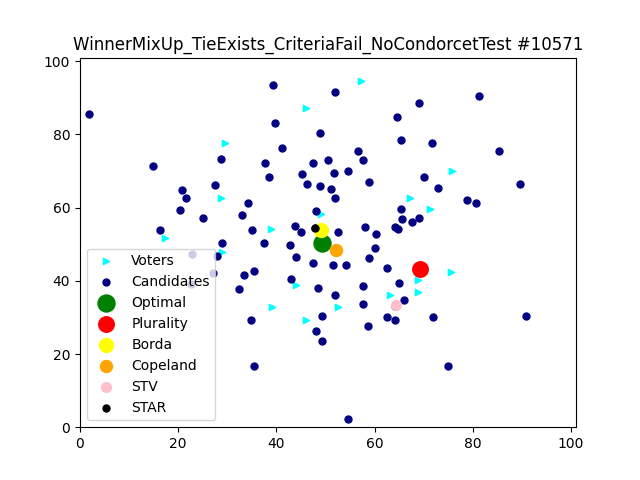 WinnerMixUp_TieExists_CriteriaFail_NoCondorcetTest #10571
100
80
60
40
20
0
Voters
Candidates
Optimal
Plurality
Borda
Copeland
STV
STAR
0 20 40 60 80 100